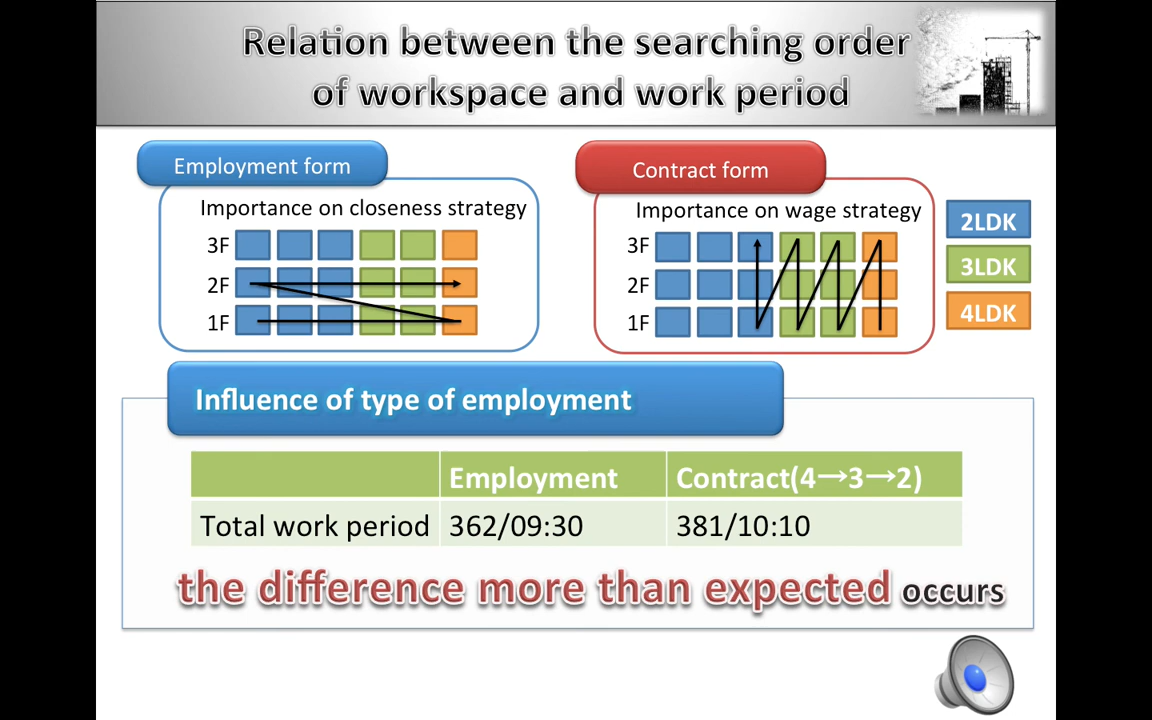 Relation between the searching order
of workspace and work period
Employment form
Importance on closeness strategy
3F
2F
1F
Contract form
Importance on wage strategy
3F
2F
1F
2LDK
3LDK
4LDK
Influence of type of employment
Employment Contract(4→3→2)
Total work period 362/09:30 381/10:10
the difference more than expected occurs